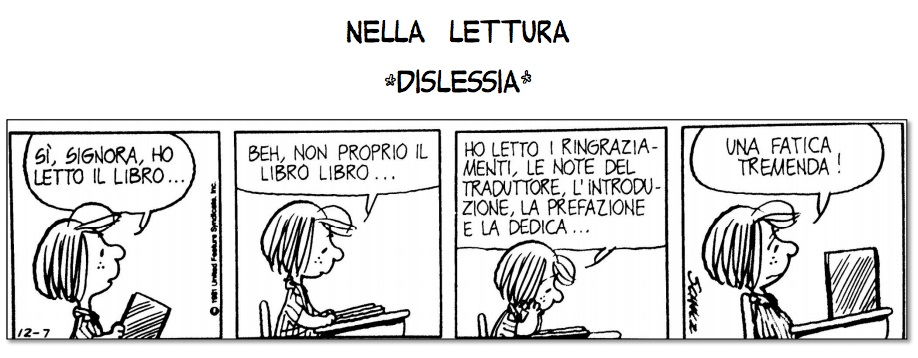 NELLA LETTURA
*DISLESSIA*
SÌ, SIGNORA, HO
LETTO IL LIBRO...
12-7
© 1981 United Feature Syndicate, Inc.
BEH, NON PROPRIO IL
LIBRO LIBRO...
HO LETTO I RINGRAZIA-
MENTI, LE NOTE DEL
TRADUTTORE, L'INTRODU-
ZIONE, LA PREFAZIONE
E LA DEDICA...
UNA FATICA
TREMENDA!
SCHULZ